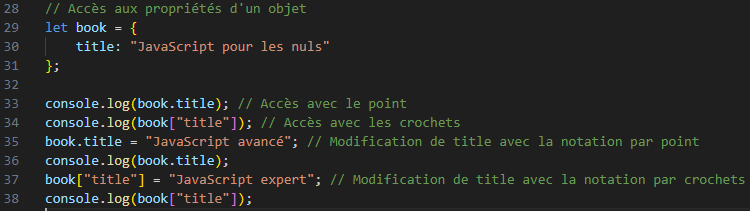 28 // Accès aux propriétés d'un objet
29 let book = {
30     title: "JavaScript pour les nuls"
31 };
32
33 console.log(book.title); // Accès avec le point
34 console.log(book["title"]); // Accès avec les crochets
35 book.title = "JavaScript avancé"; // Modification de title avec la notation par point
36 console.log(book.title);
37 book["title"] = "JavaScript expert"; // Modification de title avec la notation par crochets
38 console.log(book["title"]);